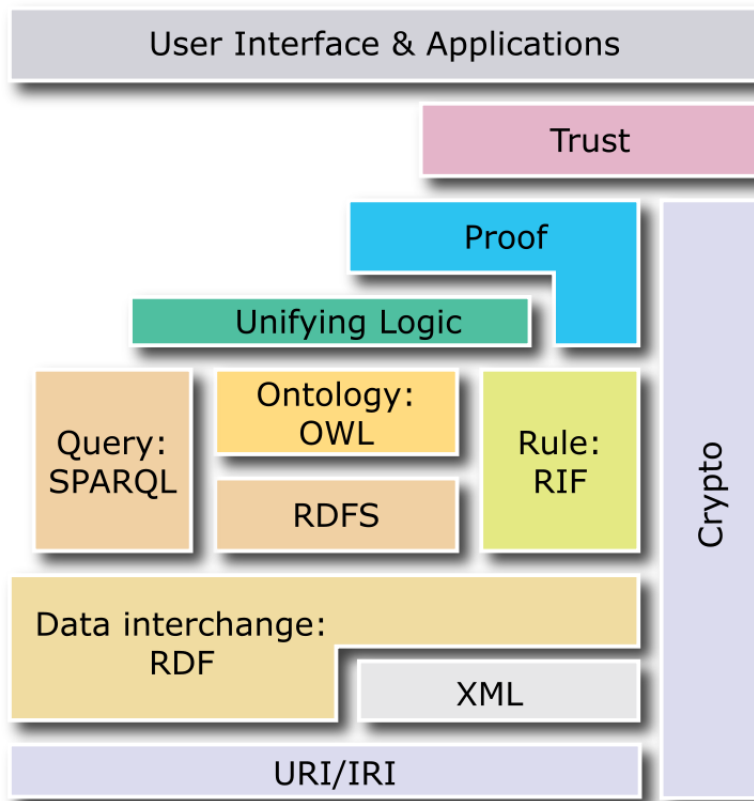 User Interface & Applications
Trust
Proof
Unifying Logic
Query:
SPARQL
Ontology:
OWL
RDFS
Rule:
RIF
Crypto
Data interchange:
RDF
XML
URI/IRI